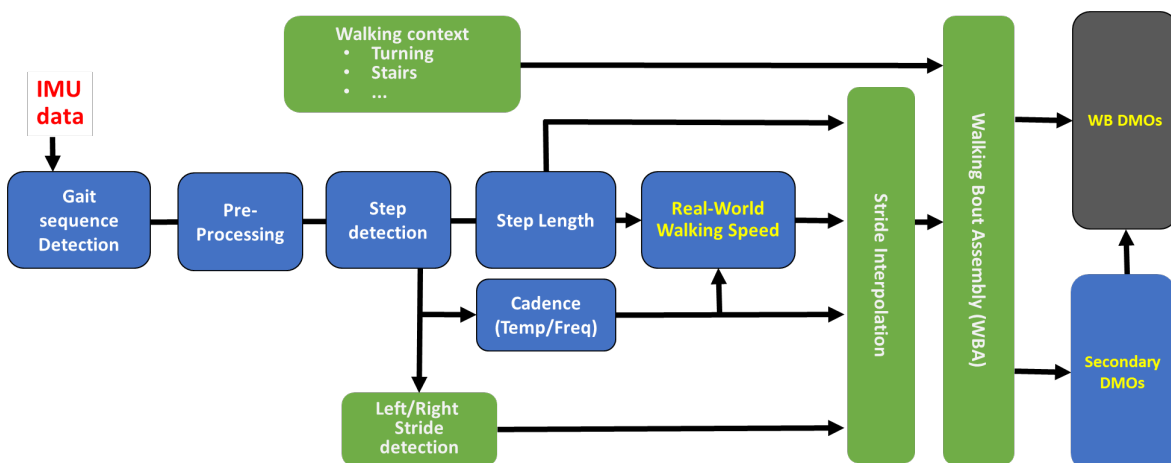 Walking context
• Turning
• Stairs
• ...
IMU
data
Gait
sequence
Detection
Pre-
Processing
Step
detection
Step Length
Real-World
Walking Speed
Cadence
(Temp/Freq)
Left/Right
Stride
detection
Stride Interpolation
Walking Bout Assembly (WBA)
WB DMOs
Secondary
DMOs